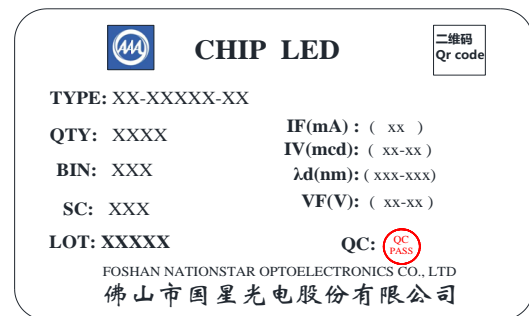 AAA
CHIP LED
二维码
Qr code
TYPE: XX-XXXXX-XX
QTY: XXXX
IF(mA) : ( xx )
IV(mcd): ( xx-xx )
BIN: XXX
λd(nm): ( xxx-xxx)
SC: XXX
VF(V): ( xx-xx )
LOT: XXXXX
QC: QC
PASS
FOSHAN NATIONSTAR OPTOELECTRONICS CO., LTD
佛山市国星光电股份有限公司